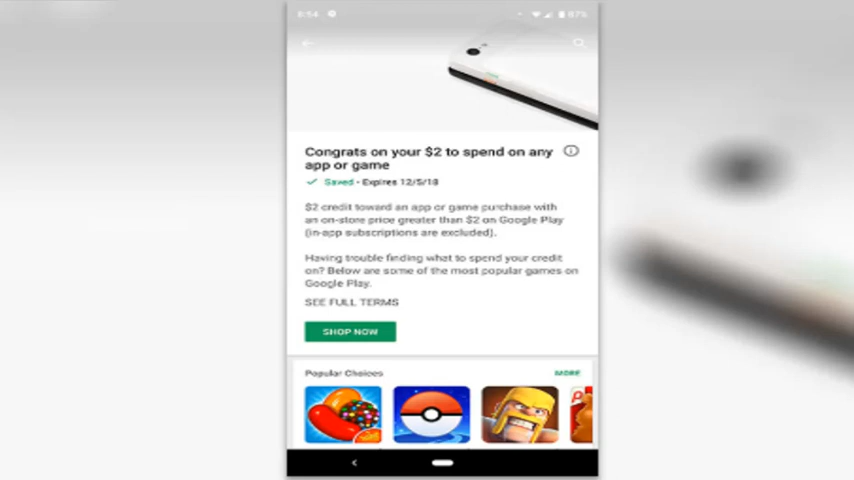 8:54
87%
Congrats on your $2 to spend on any
app or game
Saved • Expires 12/5/18
$2 credit toward an app or game purchase with
an on-store price greater than $2 on Google Play
(in-app subscriptions are excluded).
Having trouble finding what to spend your credit
on? Below are some of the most popular games on
Google Play.
SEE FULL TERMS
SHOP NOW
Popular Choices
MORE